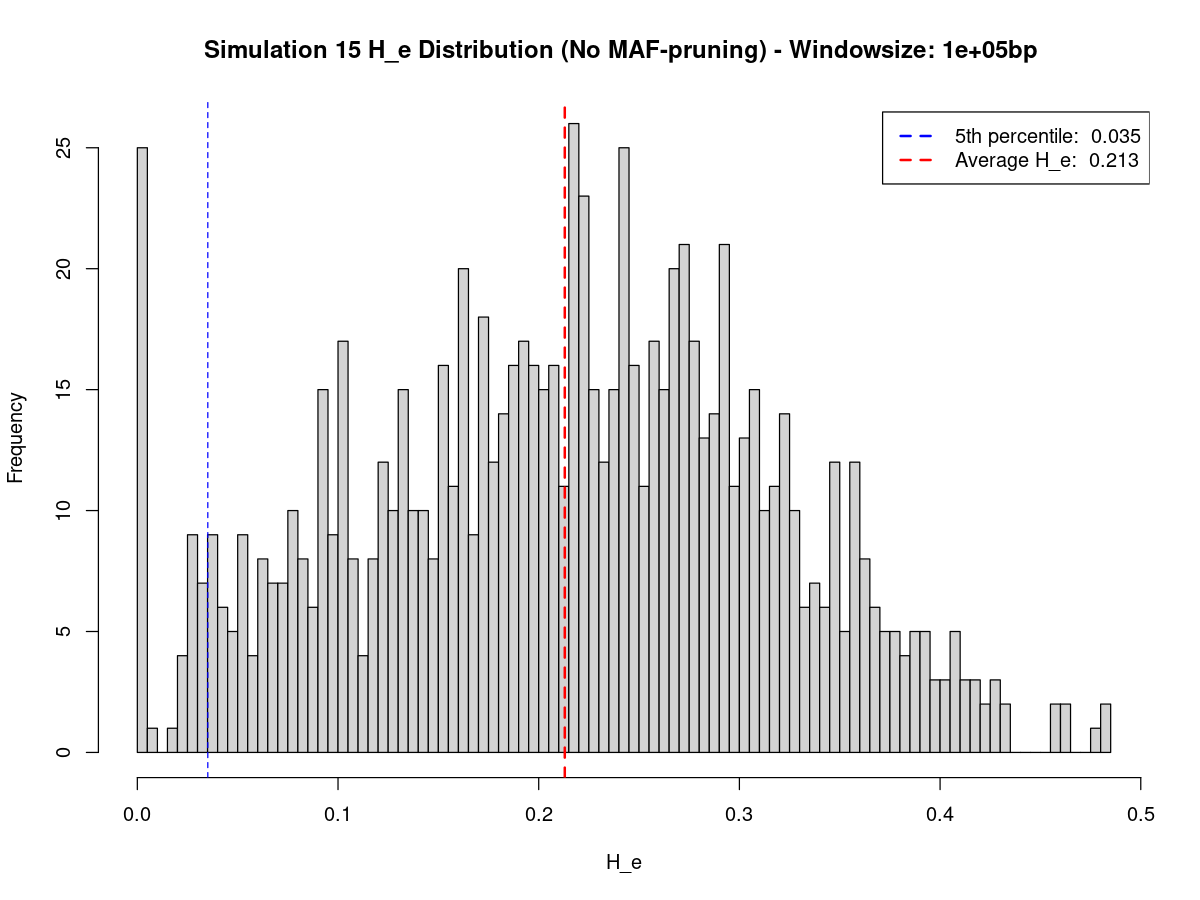 Simulation 15 H_e Distribution (No MAF-pruning) - Windowsize: 1e+05bp
5th percentile:  0.035
Average H_e:  0.213
Frequency
25
20
15
10
5
0
0.0 0.1 0.2 0.3 0.4 0.5
H_e